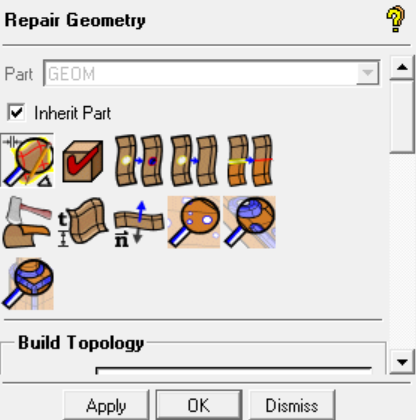 Repair Geometry
Part GEOM
Inherit Part
t
n
Build Topology
Apply OK Dismiss